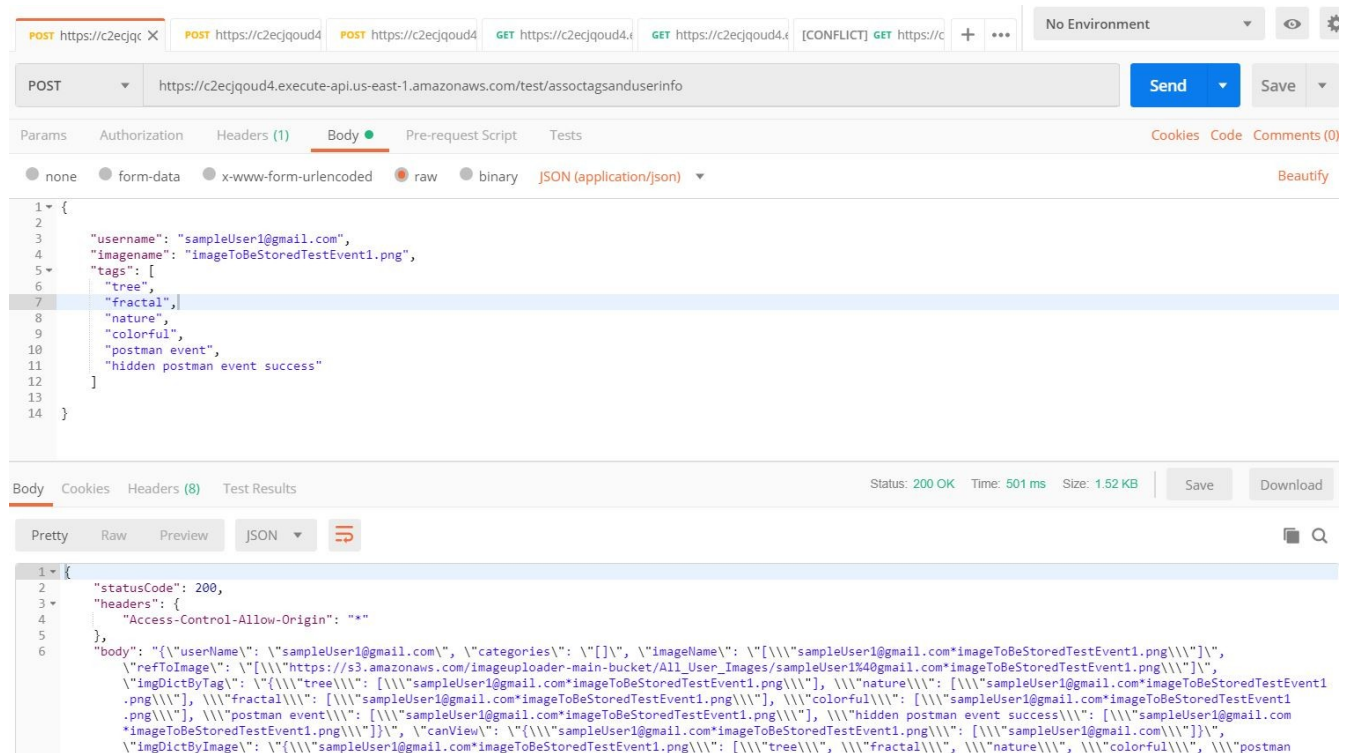 POST https://c2ecjqc X POST https://c2ecjqoud4 POST https://c2ecjqoud4 GET https://c2ecjqoud4.e GET https://c2ecjqoud4.e [CONFLICT] GET https://c + ••• No Environment
POST https://c2ecjqoud4.execute-api.us-east-1.amazonaws.com/test/assoctagsanduserinfo Send Save
Params Authorization Headers (1) Body Pre-request Script Tests Cookies Code Comments (0)
none form-data x-www-form-urlencoded raw binary JSON (application/json) Beautify
1 {
2
3 "username": "sampleUser1@gmail.com",
4 "imagename": "imageToBeStoredTestEvent1.png",
5 "tags": [
6 "tree",
7 "fractal",
8 "nature",
9 "colorful",
10 "postman event",
11 "hidden postman event success"
12 ]
13
14 }
Body Cookies Headers (8) Test Results Status: 200 OK Time: 501 ms Size: 1.52 KB Save Download
Pretty Raw Preview JSON
1 {
2 "statusCode": 200,
3 "headers": {
4 "Access-Control-Allow-Origin": "*"
5 },
6 "body": "{\"userName\": \"sampleUser1@gmail.com\", \"categories\": \"[]\", \"imageName\": \"[\\\"sampleUser1@gmail.com*imageToBeStoredTestEvent1.png\\\"]\",
\"refToImage\": \"[\\\"https://s3.amazonaws.com/imageuploader-main-bucket/All_User_Images/sampleUser1%40gmail.com*imageToBeStoredTestEvent1.png\\\"]\",
\"imgDictByTag\": \"{\\\"tree\\\": [\\\"sampleUser1@gmail.com*imageToBeStoredTestEvent1.png\\\"], \\\"nature\\\": [\\\"sampleUser1@gmail.com*imageToBeStoredTestEvent1
.png\\\"], \\\"fractal\\\": [\\\"sampleUser1@gmail.com*imageToBeStoredTestEvent1.png\\\"], \\\"colorful\\\": [\\\"sampleUser1@gmail.com*imageToBeStoredTestEvent1
.png\\\"], \\\"postman event\\\": [\\\"sampleUser1@gmail.com*imageToBeStoredTestEvent1.png\\\"], \\\"hidden postman event success\\\": [\\\"sampleUser1@gmail.com
*imageToBeStoredTestEvent1.png\\\"]}\", \"canView\": \"{\\\"sampleUser1@gmail.com*imageToBeStoredTestEvent1.png\\\": [\\\"sampleUser1@gmail.com\\\"]}\",
\"imgDictByImage\": \"{\\\"sampleUser1@gmail.com*imageToBeStoredTestEvent1.png\\\": [\\\"tree\\\", \\\"fractal\\\", \\\"nature\\\", \\\"colorful\\\", \\\"postman